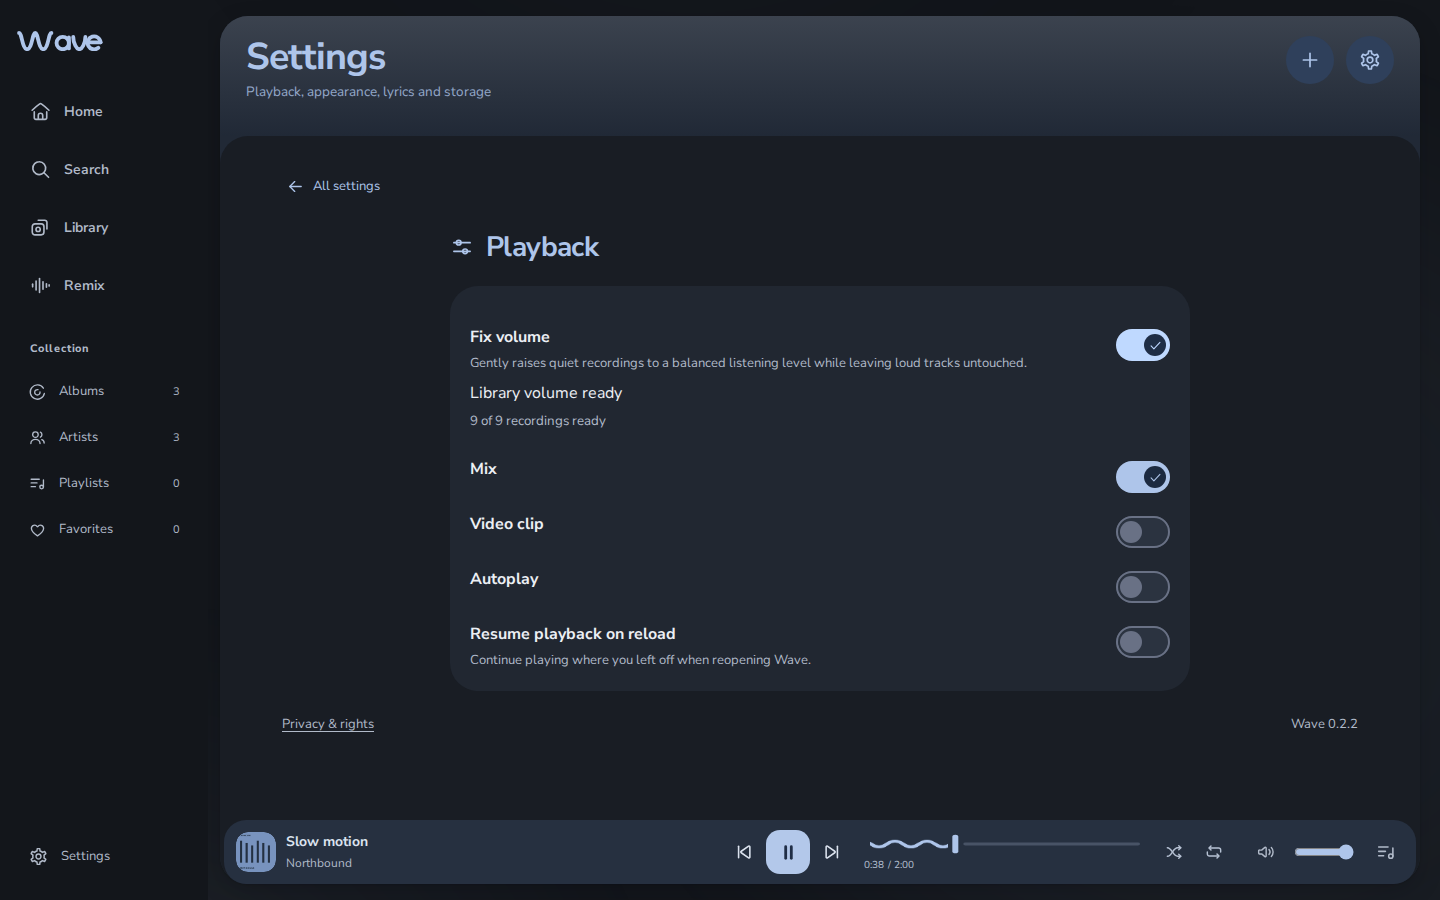 Wave
Home
Search
Library
Remix
Collection
Albums 3
Artists 3
Playlists 0
Favorites 0
Settings
Settings
Playback, appearance, lyrics and storage
All settings
Playback
Fix volume
Gently raises quiet recordings to a balanced listening level while leaving loud tracks untouched.
Library volume ready
9 of 9 recordings ready
Mix
Video clip
Autoplay
Resume playback on reload
Continue playing where you left off when reopening Wave.
Privacy & rights
Wave 0.2.2
Slow motion
Northbound
0:38 / 2:00